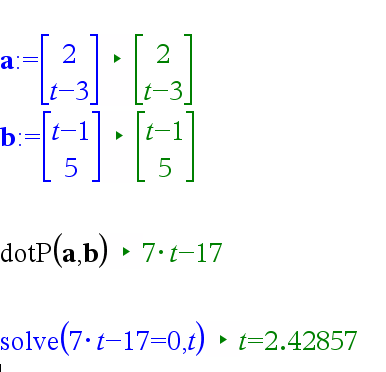 a:=[2; t−3] ▸ [2; t−3]
b:=[t−1; 5] ▸ [t−1; 5]
dotP(a,b) ▸ 7·t−17
solve(7·t−17=0,t) ▸ t=2.42857